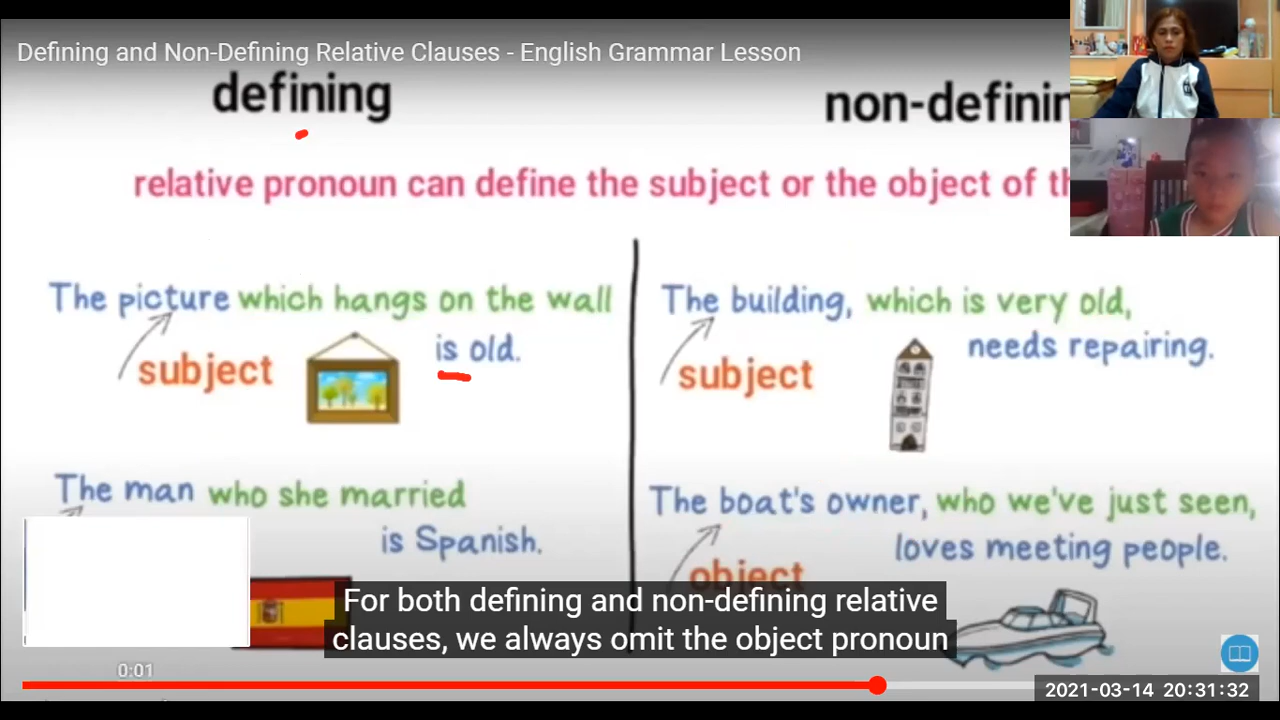 Defining and Non-Defining Relative Clauses - English Grammar Lesson
defining
non-defini
relative pronoun can define the subject or the object of t
The picture which hangs on the wall
is old.
subject
The building, which is very old,
needs repairing.
subject
The man who she married
is Spanish.
The boat's owner, who we've just seen,
loves meeting people.
object
For both defining and non-defining relative
clauses, we always omit the object pronoun
0:01
2021-03-14 20:31:32